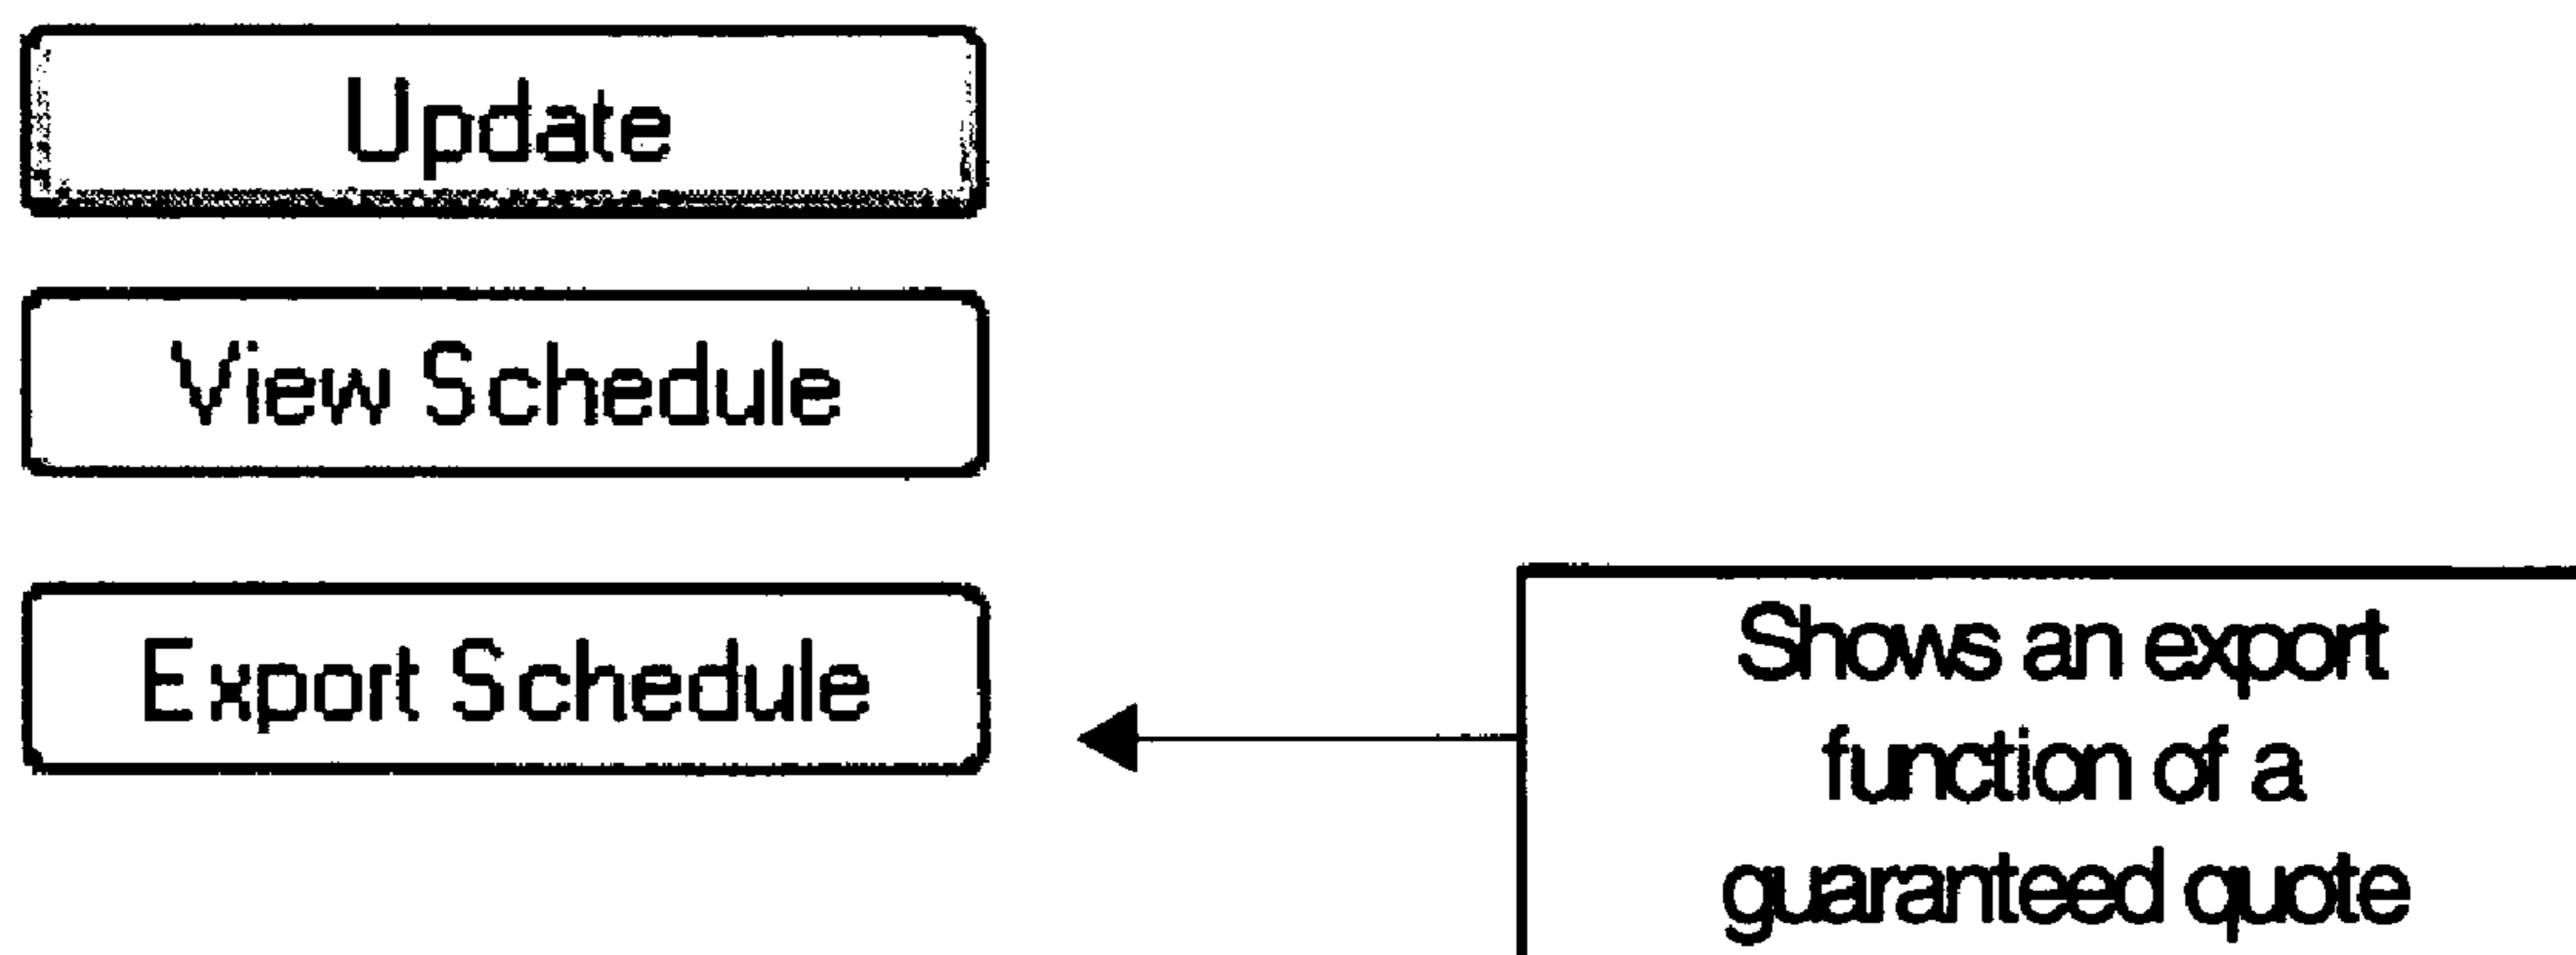 Update
View Schedule
Export Schedule
Shows an export
function of a
guaranteed quote